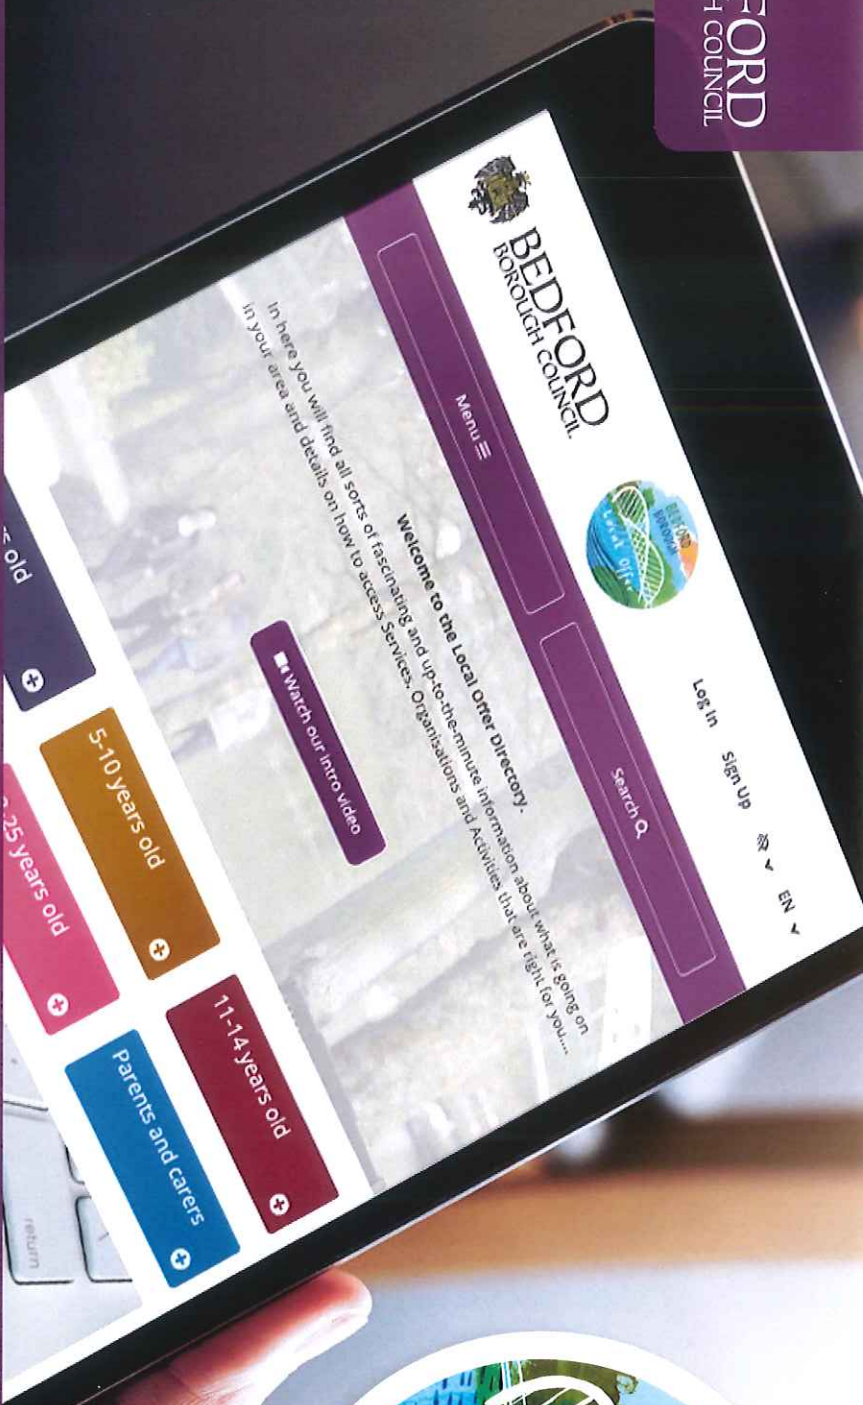 FORD
H COUNCIL
BEDFORD
BOROUGH COUNCIL
BEDFORD
BOROUGH
Local Offer
Log In Sign Up EN
Menu
Search
Welcome to the Local Offer Directory.
In here you will find all sorts of fascinating and up-to-the-minute information about what is going on
in your area and details on how to access Services, Organisations and Activities that are right for you....
Watch our intro video
old
5-10 years old
11-14 years old
25 years old
Parents and carers
return